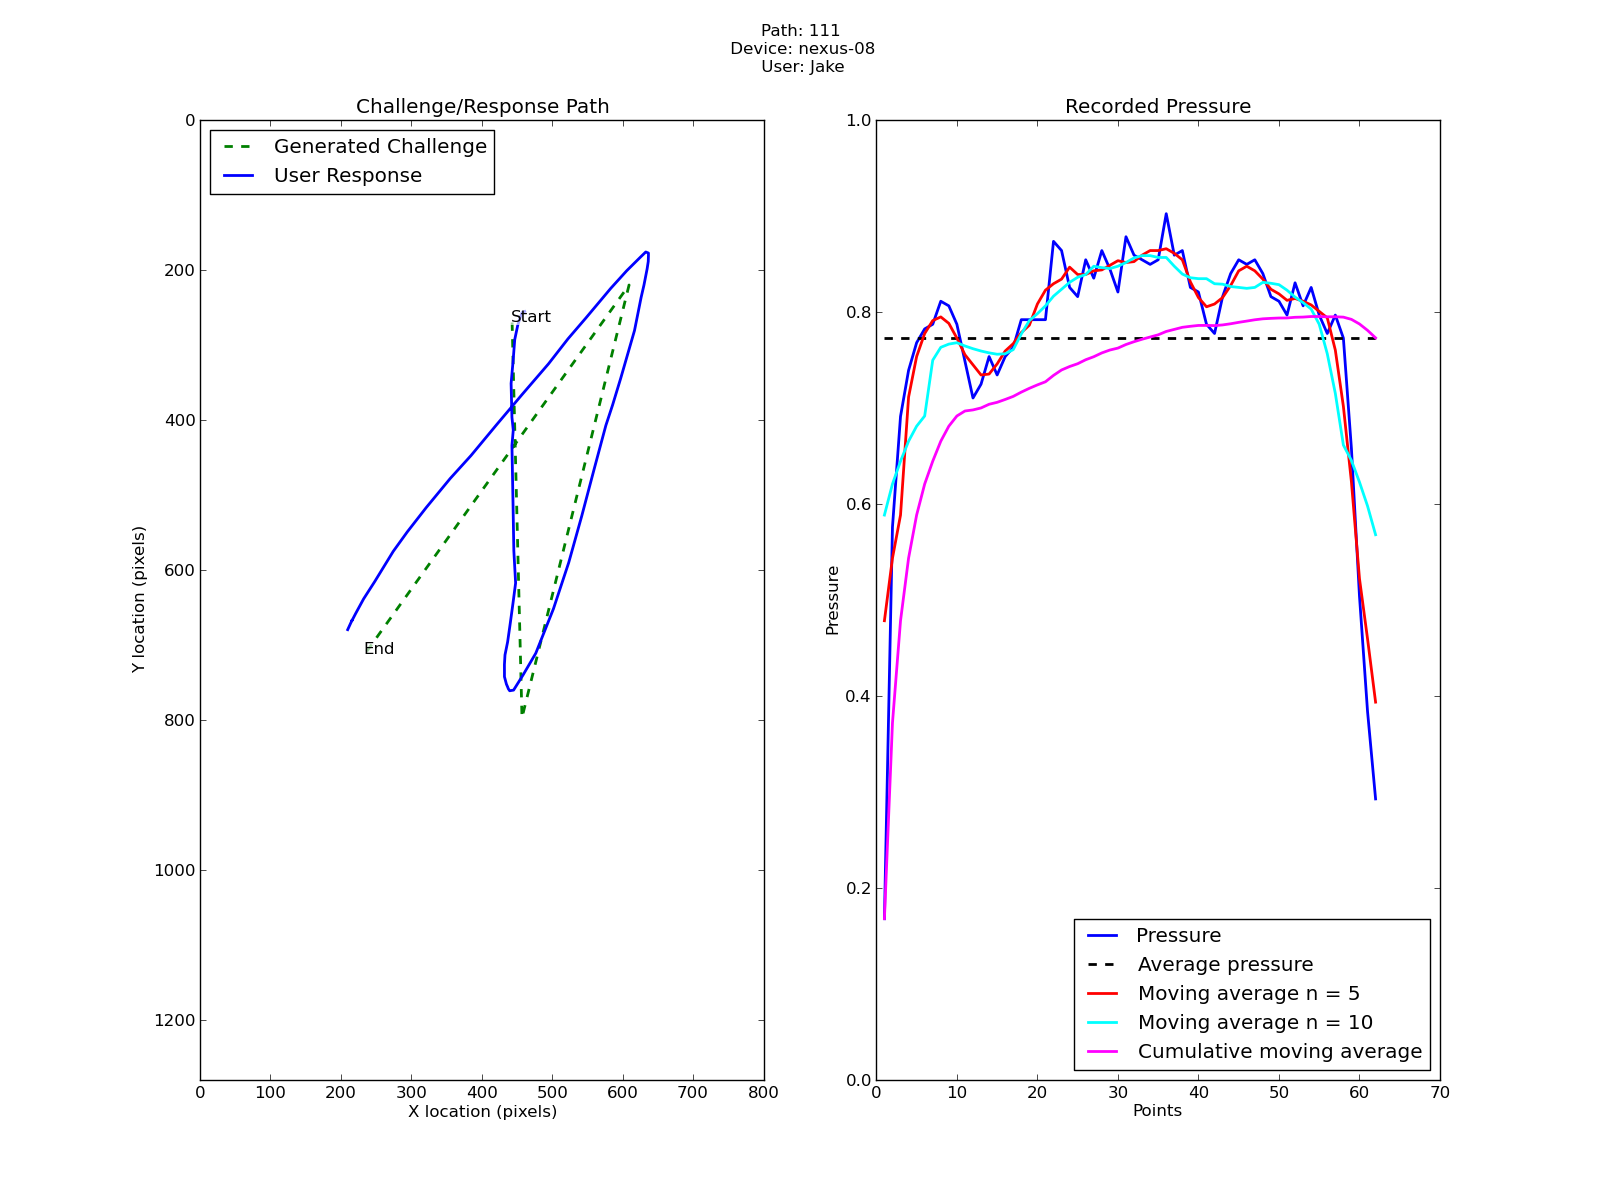 Path: 111
Device: nexus-08
User: Jake
Challenge/Response Path
Generated Challenge
User Response
Start
End
0
200
400
600
800
1000
1200
Y location (pixels)
0 100 200 300 400 500 600 700 800
X location (pixels)
Recorded Pressure
1.0
0.8
0.6
0.4
0.2
0.0
Pressure
Pressure
Average pressure
Moving average n = 5
Moving average n = 10
Cumulative moving average
0 10 20 30 40 50 60 70
Points